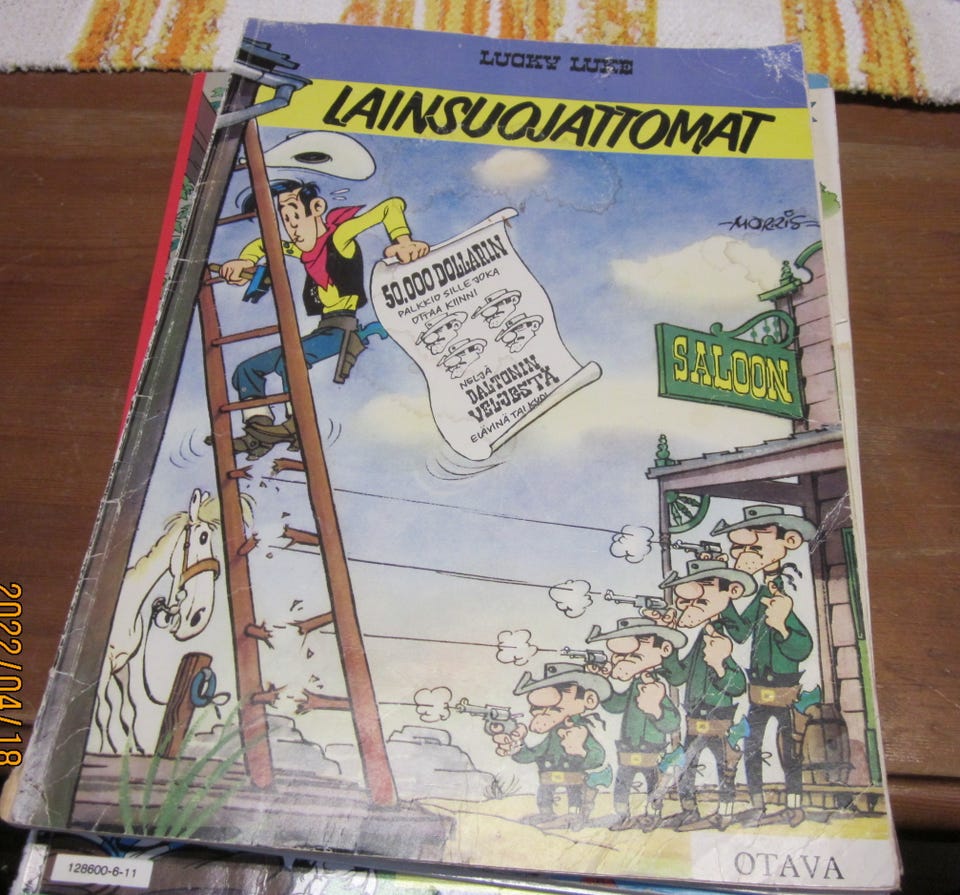 LUCKY LUKE
LAINSUOJATTOMAT
MORRIS
50.000 DOLLARIN
PALKKIO SILLE JOKA
OTTAA KIINNI
NELJÄ
DALTONIN
VELJESTÄ
ELÄVINÄ TAI KUOL
SALOON
OTAVA
128600-6-11
2022/04/18